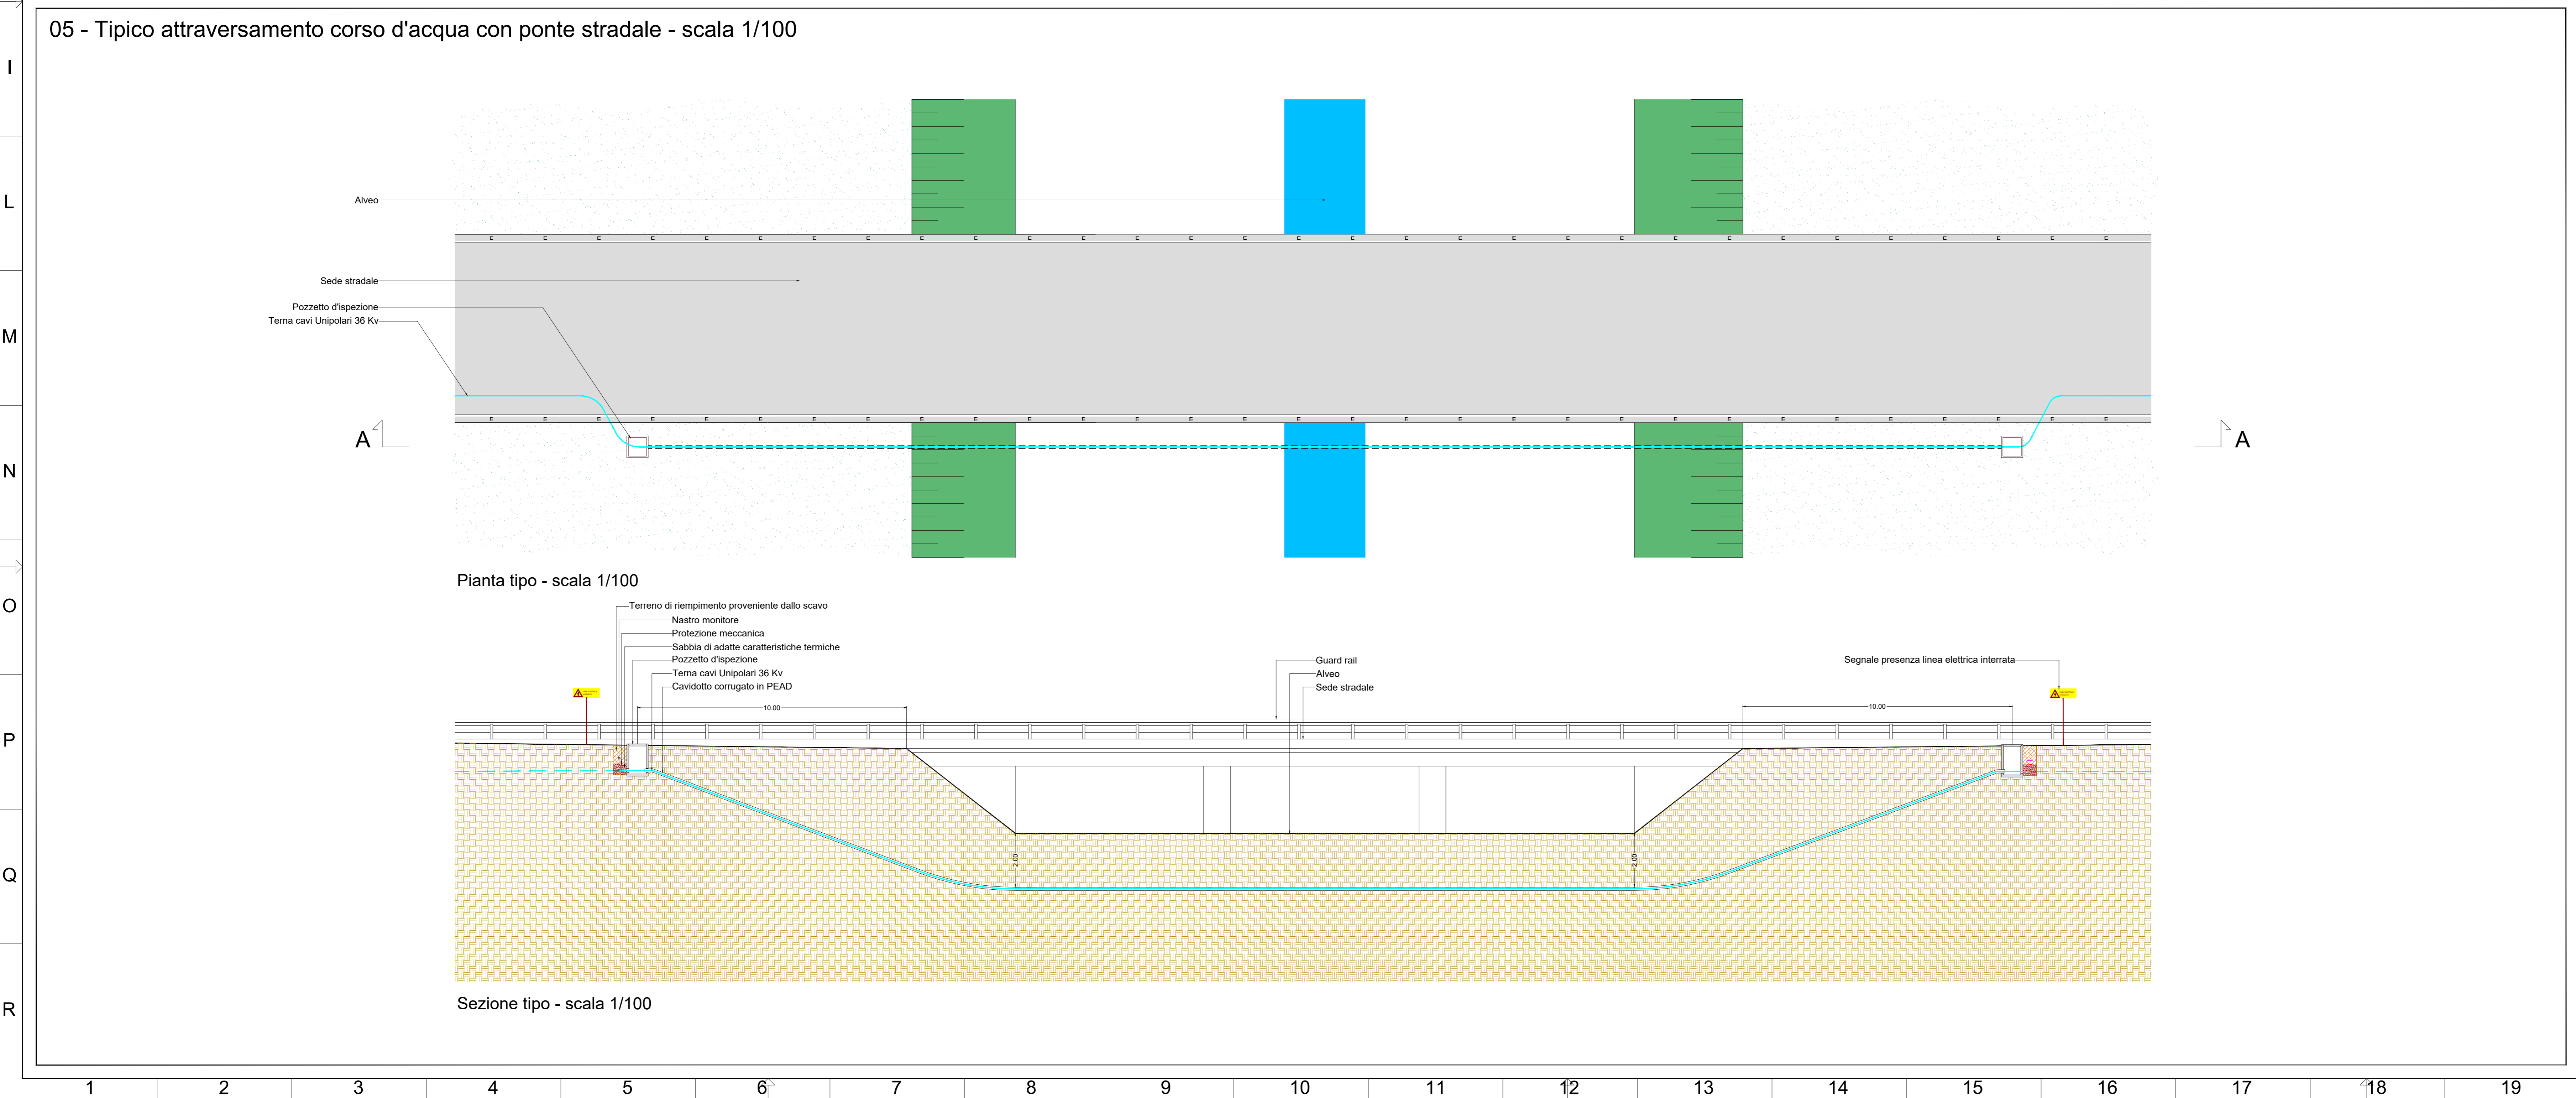 05 - Tipico attraversamento corso d'acqua con ponte stradale - scala 1/100
I
L
M
N
O
P
Q
R
Alveo
Sede stradale
Pozzetto d'ispezione
Terna cavi Unipolari 36 Kv
A
A
Pianta tipo - scala 1/100
Terreno di riempimento proveniente dallo scavo
Nastro monitore
Protezione meccanica
Sabbia di adatte caratteristiche termiche
Pozzetto d'ispezione
Terna cavi Unipolari 36 Kv
Cavidotto corrugato in PEAD
Guard rail
Alveo
Sede stradale
Segnale presenza linea elettrica interrata
10.00
10.00
2.00
2.00
Sezione tipo - scala 1/100
1 2 3 4 5 6 7 8 9 10 11 12 13 14 15 16 17 18 19